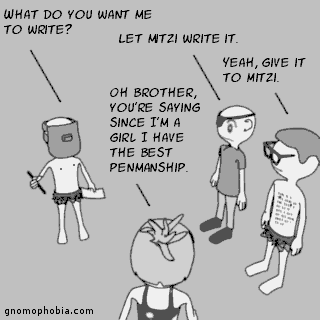 WHAT DO YOU WANT ME
TO WRITE?
LET MITZI WRITE IT.
YEAH, GIVE IT
TO MITZI.
OH BROTHER,
YOU'RE SAYING
SINCE I'M A
GIRL I HAVE
THE BEST
PENMANSHIP.
gnomophobia.com